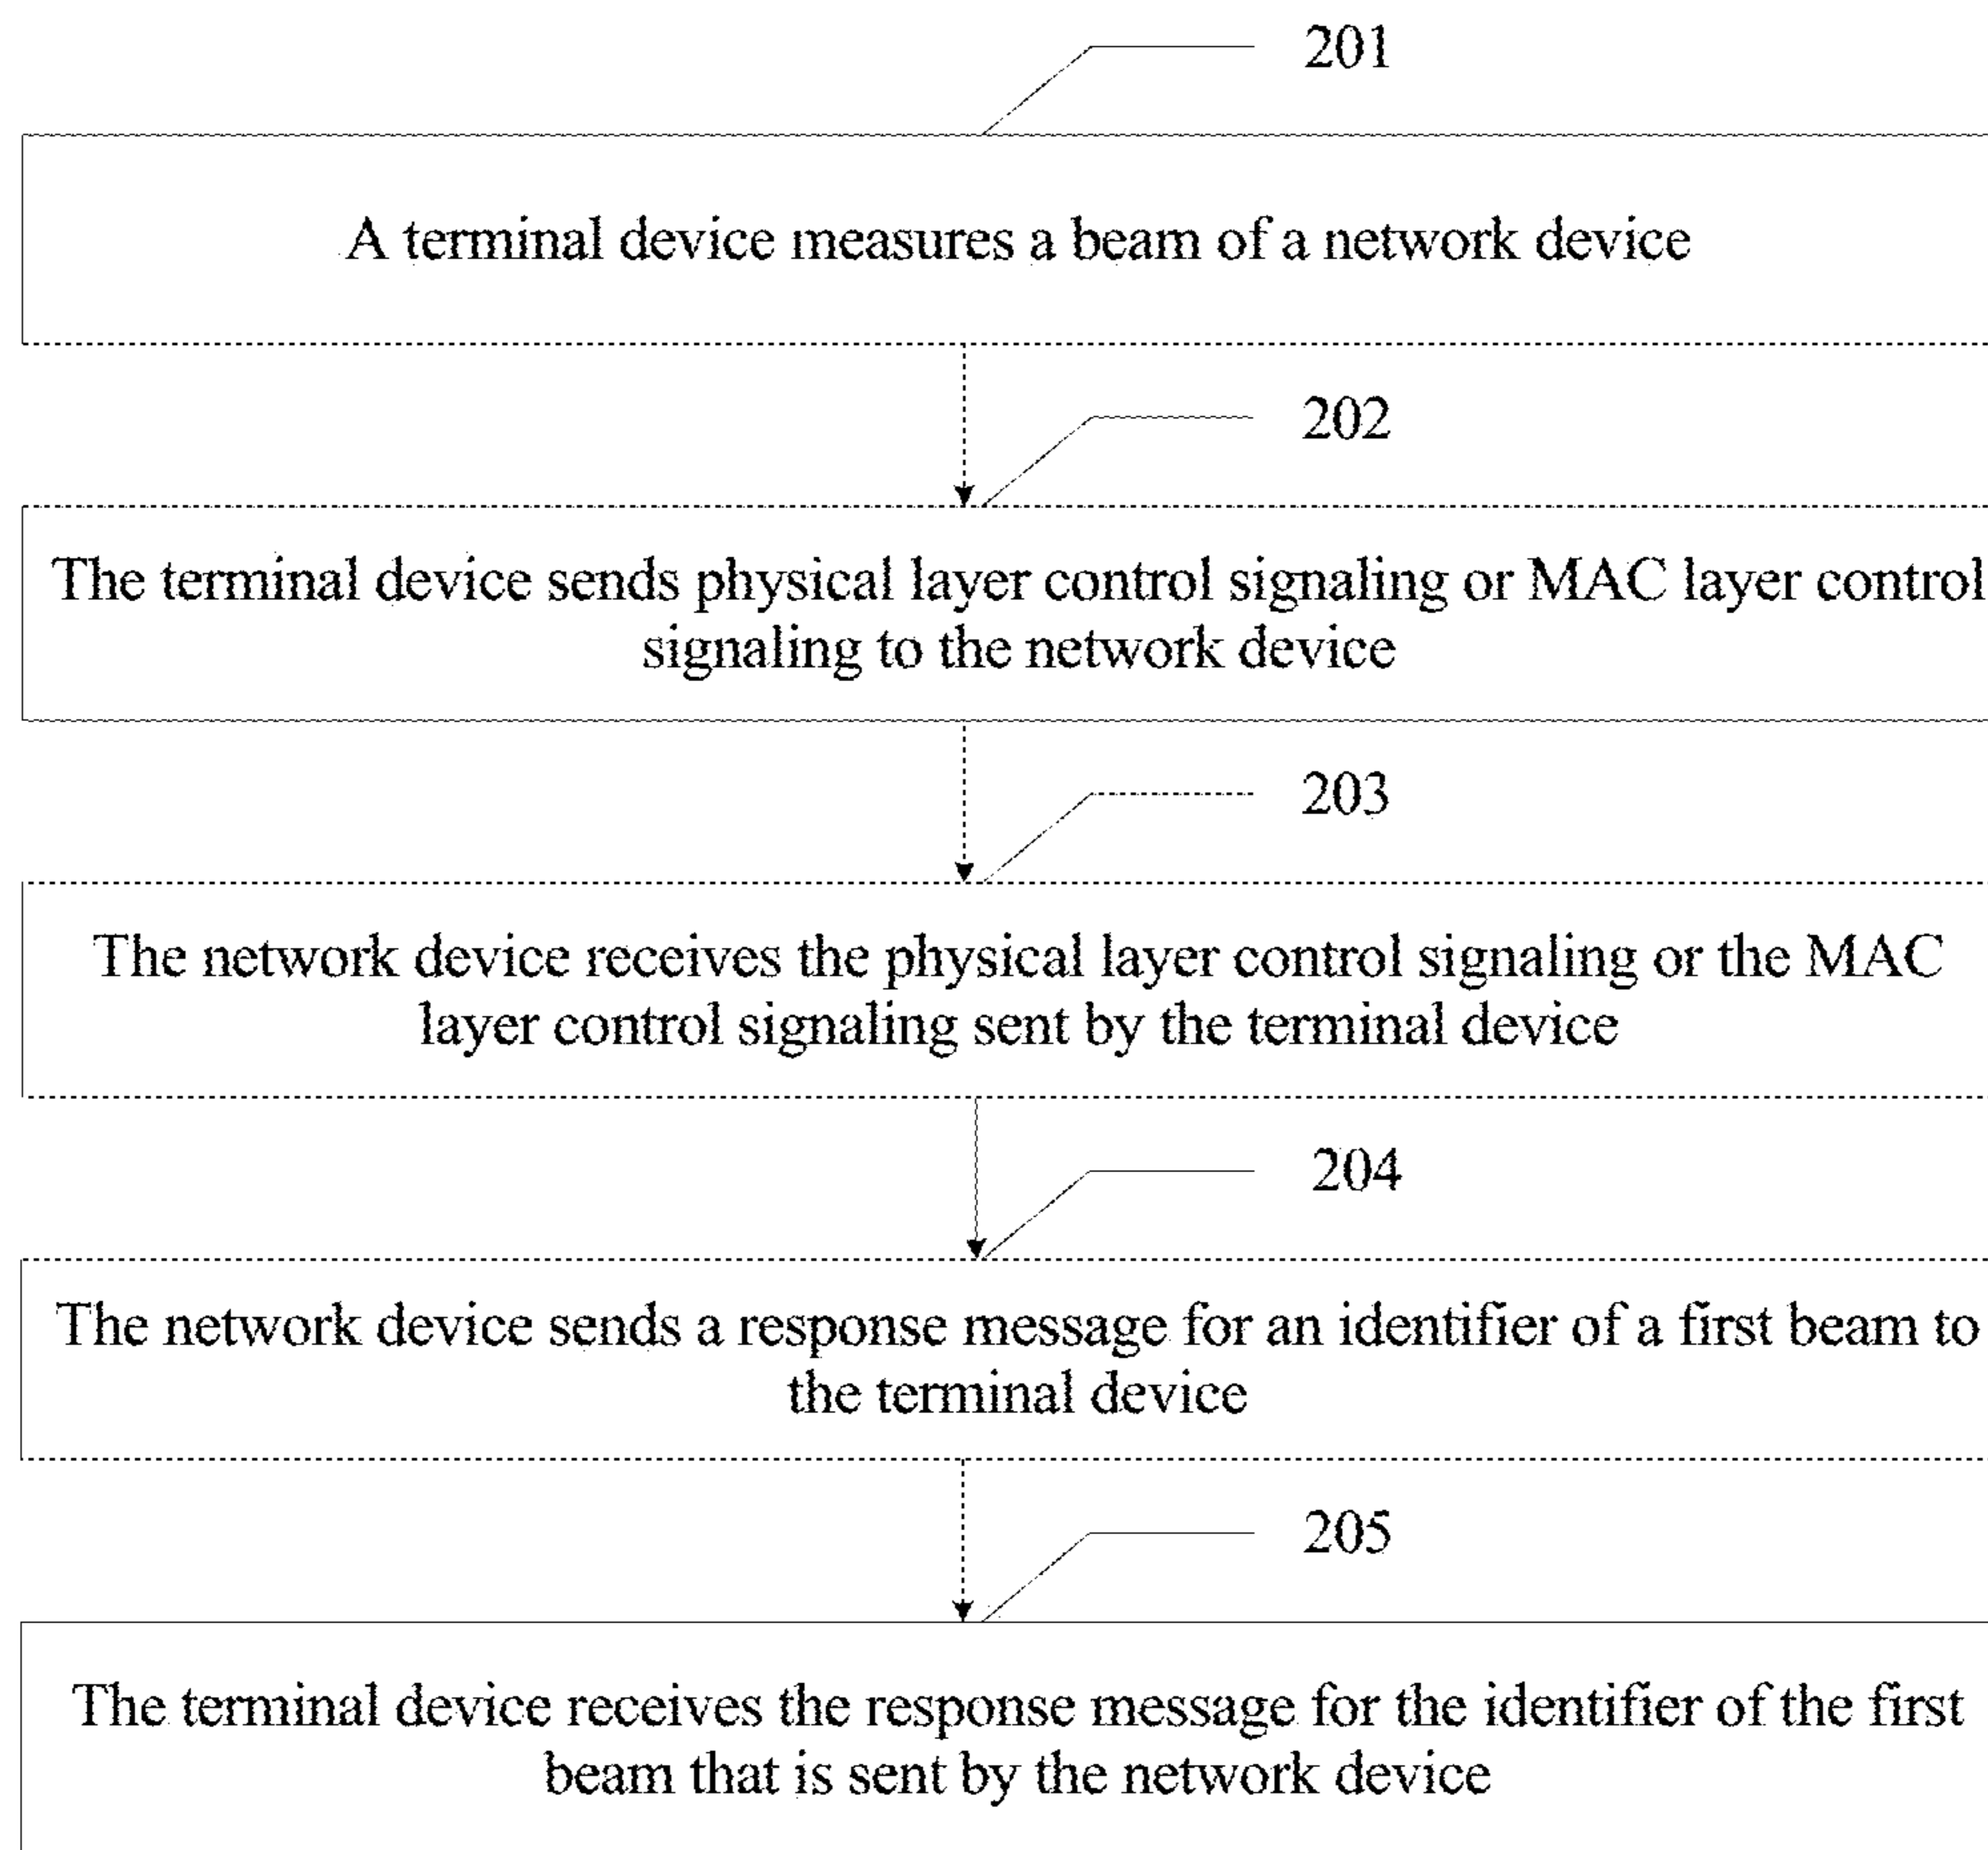 201
A terminal device measures a beam of a network device
202
The terminal device sends physical layer control signaling or MAC layer control
signaling to the network device
203
The network device receives the physical layer control signaling or the MAC
layer control signaling sent by the terminal device
204
The network device sends a response message for an identifier of a first beam to
the terminal device
205
The terminal device receives the response message for the identifier of the first
beam that is sent by the network device